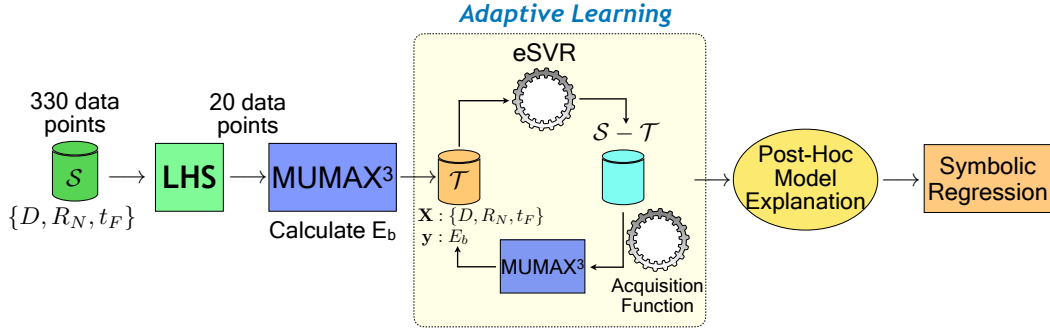 Adaptive Learning
eSVR
330 data
points
20 data
points
𝒮 − 𝒯
𝒮
LHS
MUMAX³
𝒯
Post-Hoc
Model
Explanation
Symbolic
Regression
{D, R_N, t_F}
Calculate E_b
X : {D, R_N, t_F}
y : E_b
MUMAX³
Acquisition
Function